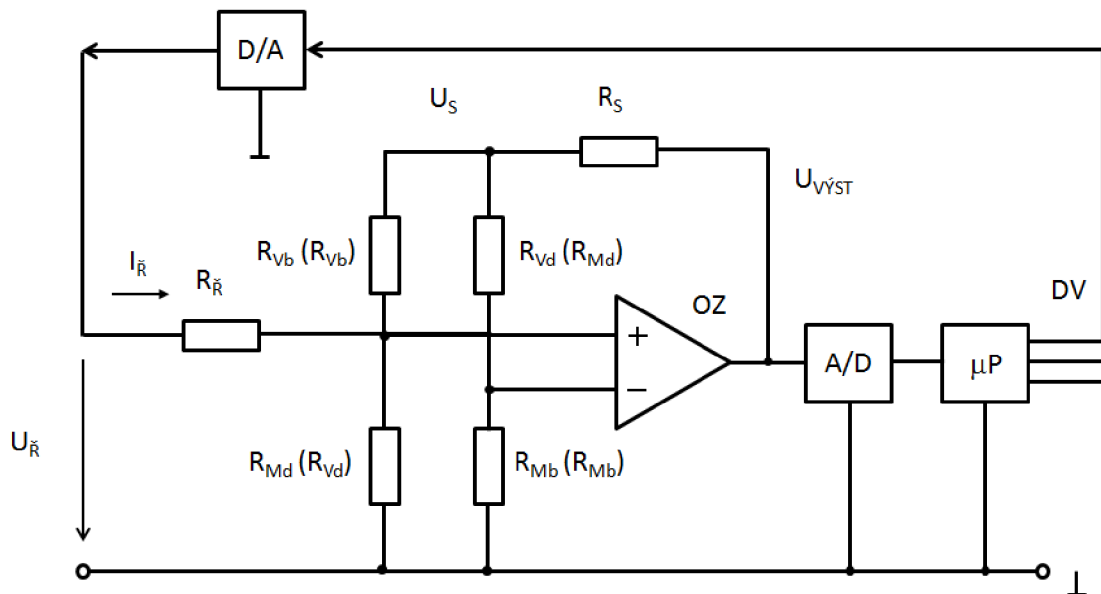 D/A
U_S
R_S
U_VÝST
R_Vb (R_Vb)
R_Vd (R_Md)
I_Ř
R_Ř
OZ
DV
+
−
A/D
μP
U_Ř
R_Md (R_Vd)
R_Mb (R_Mb)